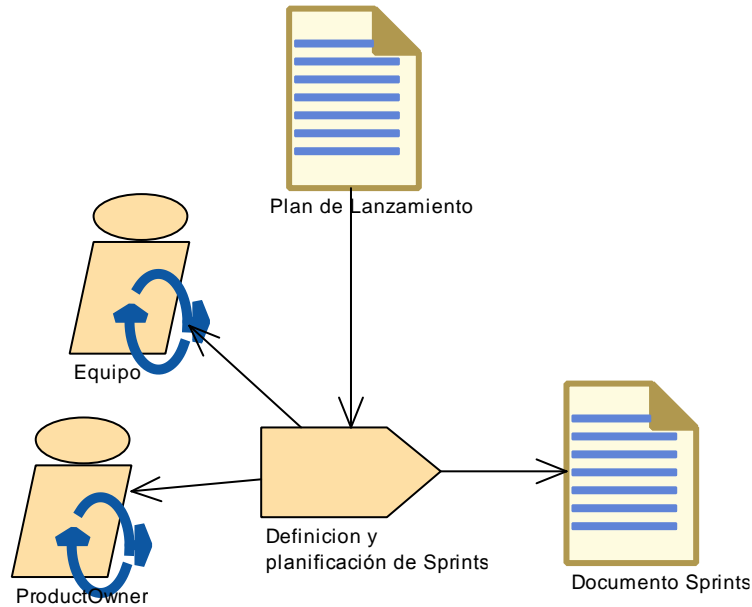 Plan de Lanzamiento
Equipo
Definicion y
planificación de Sprints
Documento Sprints
ProductOwner